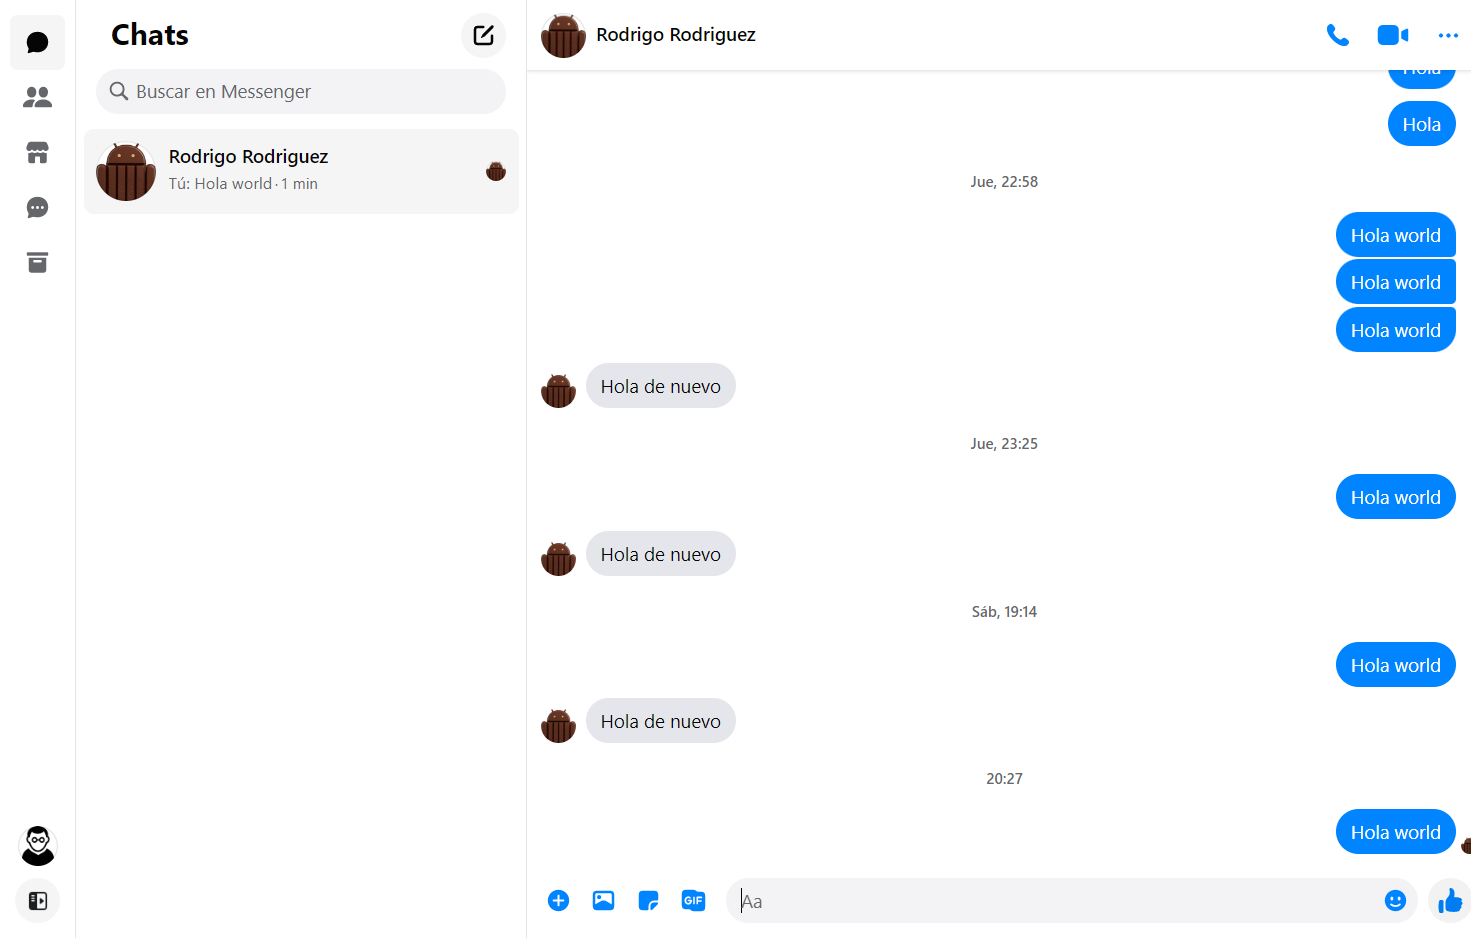 Chats
Buscar en Messenger
Rodrigo Rodriguez
Tú: Hola world · 1 min
Rodrigo Rodriguez
Hola
Hola
Jue, 22:58
Hola world
Hola world
Hola world
Hola de nuevo
Jue, 23:25
Hola world
Hola de nuevo
Sáb, 19:14
Hola world
Hola de nuevo
20:27
Hola world
GIF
Aa